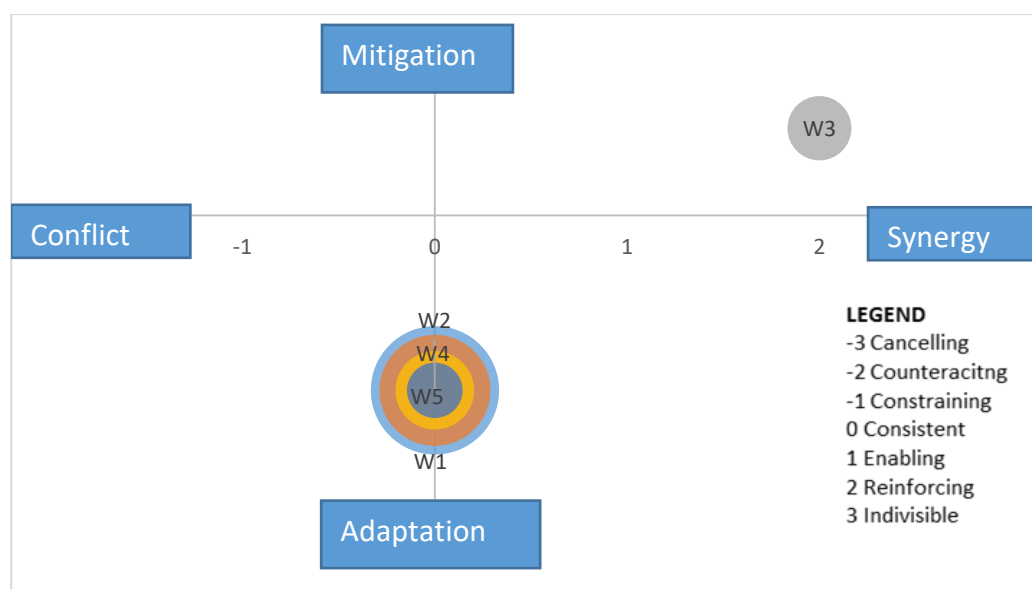 Mitigation
W3
Conflict
-1
0
1
2
Synergy
W2
W4
W5
W1
LEGEND
-3 Cancelling
-2 Counteracitng
-1 Constraining
0 Consistent
1 Enabling
2 Reinforcing
3 Indivisible
Adaptation